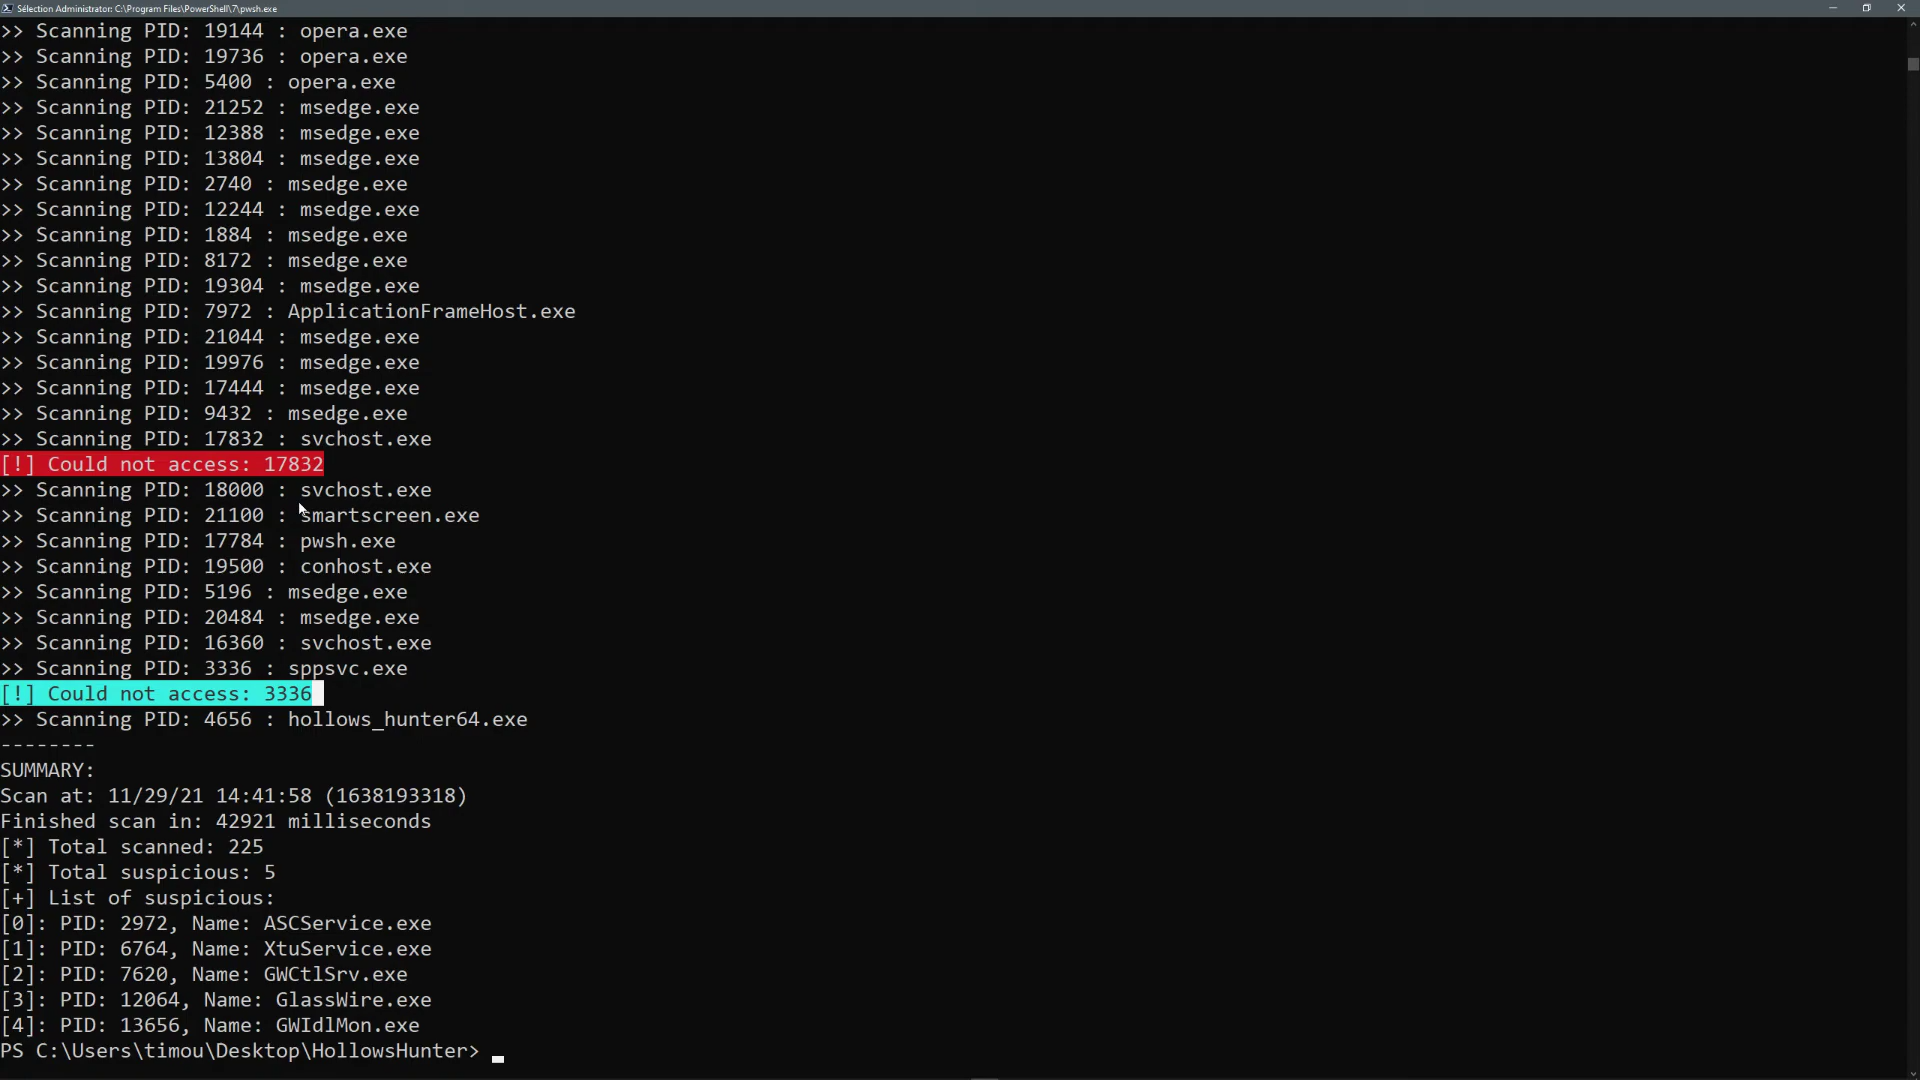 Sélection Administrator: C:\Program Files\PowerShell\7\pwsh.exe
>> Scanning PID: 19144 : opera.exe
>> Scanning PID: 19736 : opera.exe
>> Scanning PID: 5400 : opera.exe
>> Scanning PID: 21252 : msedge.exe
>> Scanning PID: 12388 : msedge.exe
>> Scanning PID: 13804 : msedge.exe
>> Scanning PID: 2740 : msedge.exe
>> Scanning PID: 12244 : msedge.exe
>> Scanning PID: 1884 : msedge.exe
>> Scanning PID: 8172 : msedge.exe
>> Scanning PID: 19304 : msedge.exe
>> Scanning PID: 7972 : ApplicationFrameHost.exe
>> Scanning PID: 21044 : msedge.exe
>> Scanning PID: 19976 : msedge.exe
>> Scanning PID: 17444 : msedge.exe
>> Scanning PID: 9432 : msedge.exe
>> Scanning PID: 17832 : svchost.exe
[!] Could not access: 17832
>> Scanning PID: 18000 : svchost.exe
>> Scanning PID: 21100 : smartscreen.exe
>> Scanning PID: 17784 : pwsh.exe
>> Scanning PID: 19500 : conhost.exe
>> Scanning PID: 5196 : msedge.exe
>> Scanning PID: 20484 : msedge.exe
>> Scanning PID: 16360 : svchost.exe
>> Scanning PID: 3336 : sppsvc.exe
[!] Could not access: 3336
>> Scanning PID: 4656 : hollows_hunter64.exe
--------
SUMMARY:
Scan at: 11/29/21 14:41:58 (1638193318)
Finished scan in: 42921 milliseconds
[*] Total scanned: 225
[*] Total suspicious: 5
[+] List of suspicious:
[0]: PID: 2972, Name: ASCService.exe
[1]: PID: 6764, Name: XtuService.exe
[2]: PID: 7620, Name: GWCtlSrv.exe
[3]: PID: 12064, Name: GlassWire.exe
[4]: PID: 13656, Name: GWIdlMon.exe
PS C:\Users\timou\Desktop\HollowsHunter>